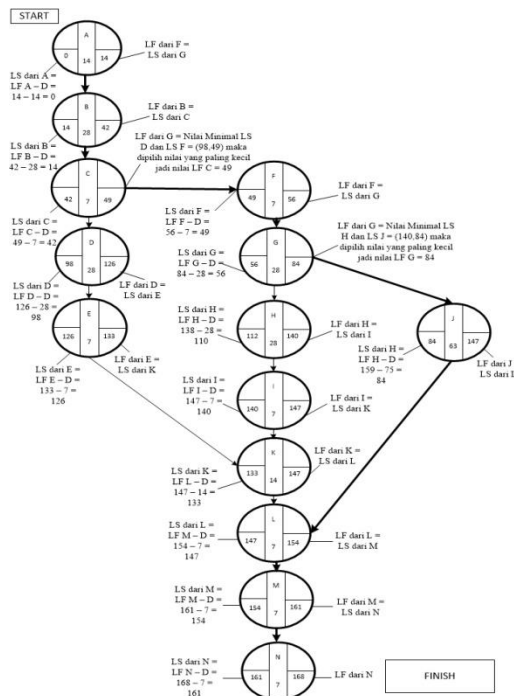 START
A
0
14
14
LF dari F =
LS dari G
LS dari A =
LF A – D =
14 – 14 = 0
B
14
28
42
LF dari B =
LS dari C
LS dari B =
LF B – D =
42 – 28 = 14
LF dari G = Nilai Minimal LS
D dan LS F = (98,49) maka
dipilih nilai yang paling kecil
jadi nilai LF C = 49
C
42
7
49
F
49
7
56
LF dari F =
LS dari G
LS dari C =
LF C – D =
49 – 7 = 42
LS dari F =
LF F – D =
56 – 7 = 49
LF dari G = Nilai Minimal LS
H dan LS J = (140,84) maka
dipilih nilai yang paling kecil
jadi nilai LF G = 84
D
98
28
126
G
56
28
84
LS dari G =
LF G – D =
84 – 28 = 56
LS dari D =
LF D – D =
126 – 28 =
98
LF dari D =
LS dari E
E
126
7
133
H
112
28
140
J
84
63
147
LS dari H =
LF H – D =
138 – 28 =
110
LF dari H =
LS dari I
LS dari H =
LF H – D =
159 – 75 =
84
LF dari J
LS dari L
LS dari E =
LF E – D =
133 – 7 =
126
LF dari E =
LS dari K
I
140
7
147
LS dari I =
LF I – D =
147 – 7 =
140
LF dari I =
LS dari K
K
133
14
147
LF dari K =
LS dari L
LS dari K =
LF L – D =
147 – 14 =
133
L
147
7
154
LS dari L =
LF M – D =
154 – 7 =
147
LF dari L =
LS dari M
M
154
7
161
LS dari M =
LF M – D =
161 – 7 =
154
LF dari M =
LS dari N
N
161
7
168
LS dari N =
LF N – D =
168 – 7 =
161
LF dari N
FINISH